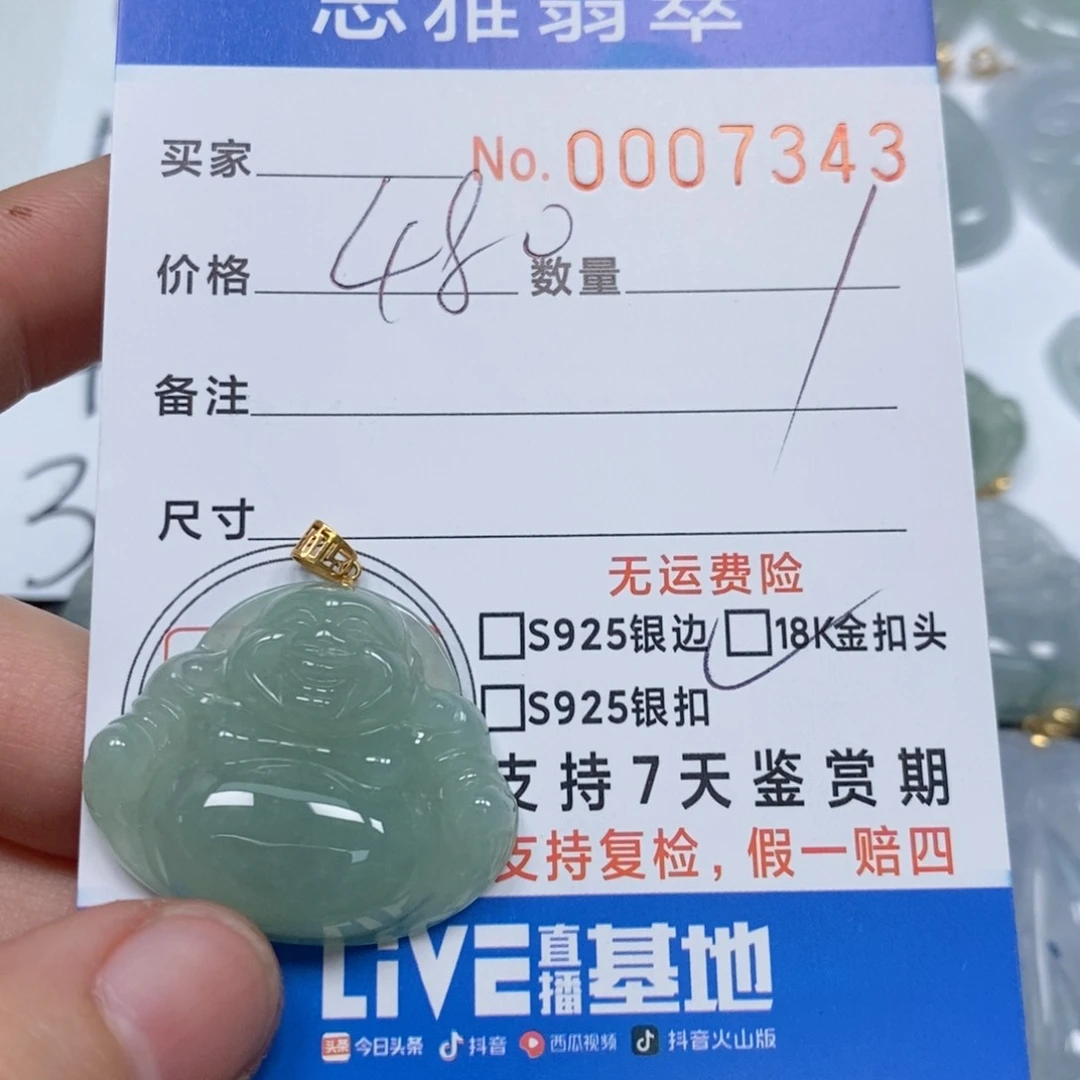 思雅翡翠
买家 No. 0007343
价格 480 数量 1
备注
尺寸
无运费险
S925银边 18K金扣头
S925银扣
支持7天鉴赏期
支持复检,假一赔四
LiVE直播基地
头条 今日头条 抖音 西瓜视频 抖音火山版
3